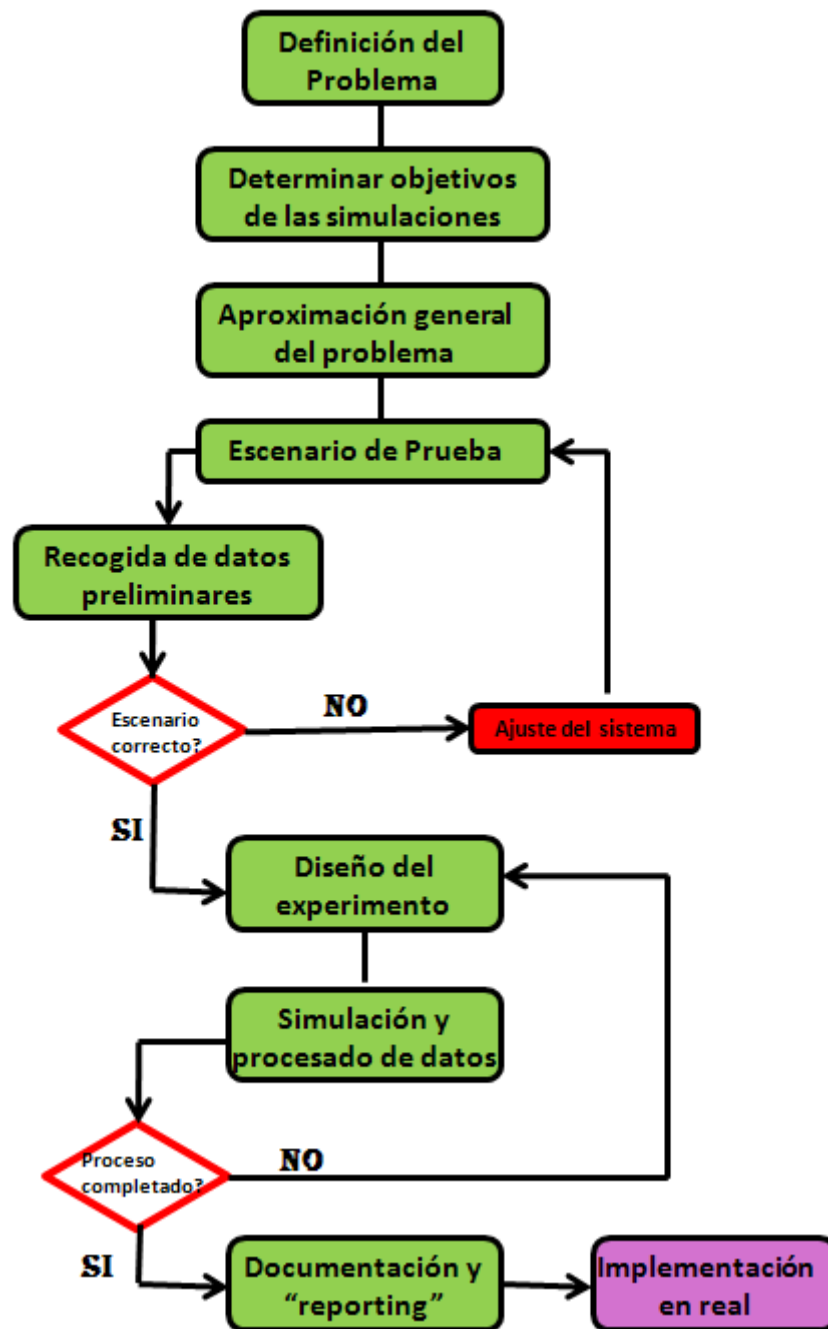 Definición del
Problema
Determinar objetivos
de las simulaciones
Aproximación general
del problema
Escenario de Prueba
Recogida de datos
preliminares
Escenario
correcto?
NO
Ajuste del sistema
SI
Diseño del
experimento
Simulación y
procesado de datos
Proceso
completado?
NO
SI
Documentación y
“reporting”
Implementación
en real